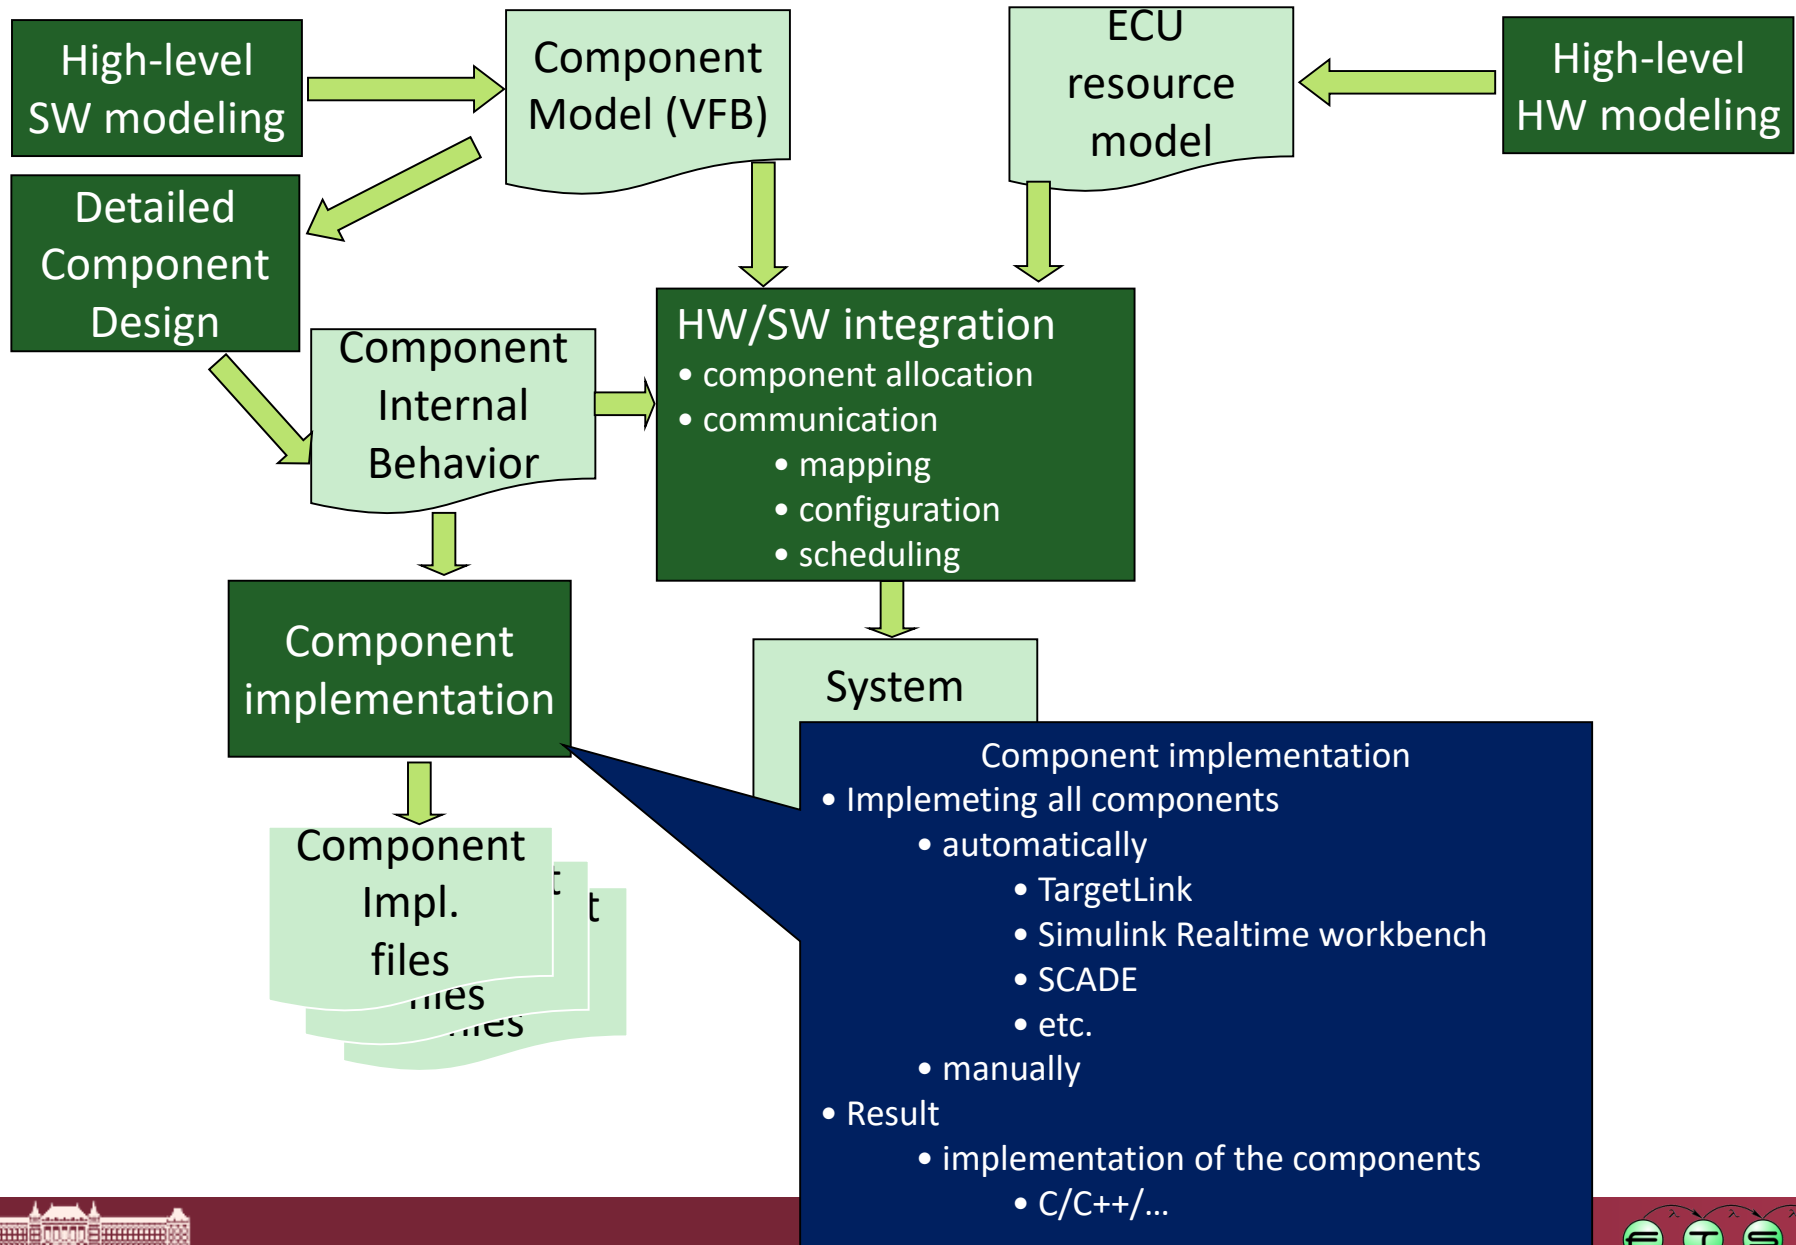 High-level
SW modeling
Component
Model (VFB)
ECU
resource
model
High-level
HW modeling
Detailed
Component
Design
Component
Internal
Behavior
HW/SW integration
• component allocation
• communication
• mapping
• configuration
• scheduling
Component
implementation
System
Component
Impl.
files
t
t
files
files
Component implementation
• Implemeting all components
• automatically
• TargetLink
• Simulink Realtime workbench
• SCADE
• etc.
• manually
• Result
• implementation of the components
• C/C++/...